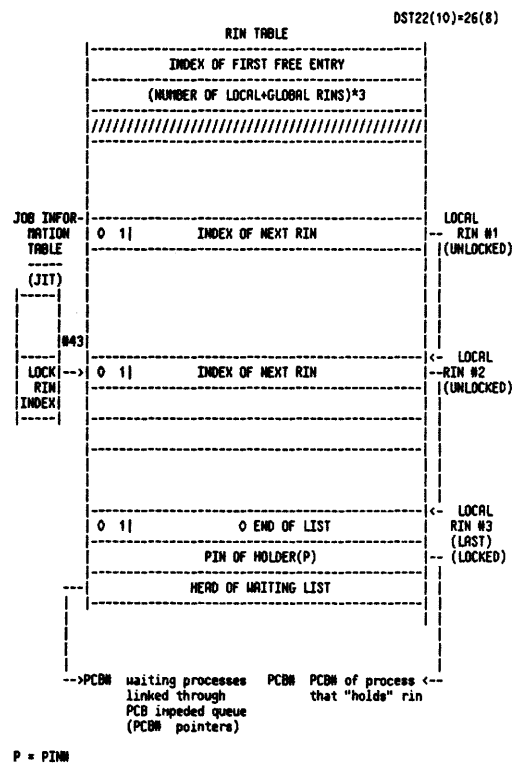 DST22(10)=26(8)
RIN TABLE
INDEX OF FIRST FREE ENTRY
(NUMBER OF LOCAL+GLOBAL RINS)*3
JOB INFOR-
MATION
TABLE
(JIT)
0 1| INDEX OF NEXT RIN
LOCAL
RIN #1
(UNLOCKED)
#43
LOCK
RIN
INDEX
0 1| INDEX OF NEXT RIN
LOCAL
RIN #2
(UNLOCKED)
0 1| 0 END OF LIST
LOCAL
RIN #3
(LAST)
(LOCKED)
PIN OF HOLDER(P)
HEAD OF WAITING LIST
PCB# waiting processes
linked through
PCB impeded queue
(PCB# pointers)
PCB# PCB# of process
that "holds" rin
P = PIN#